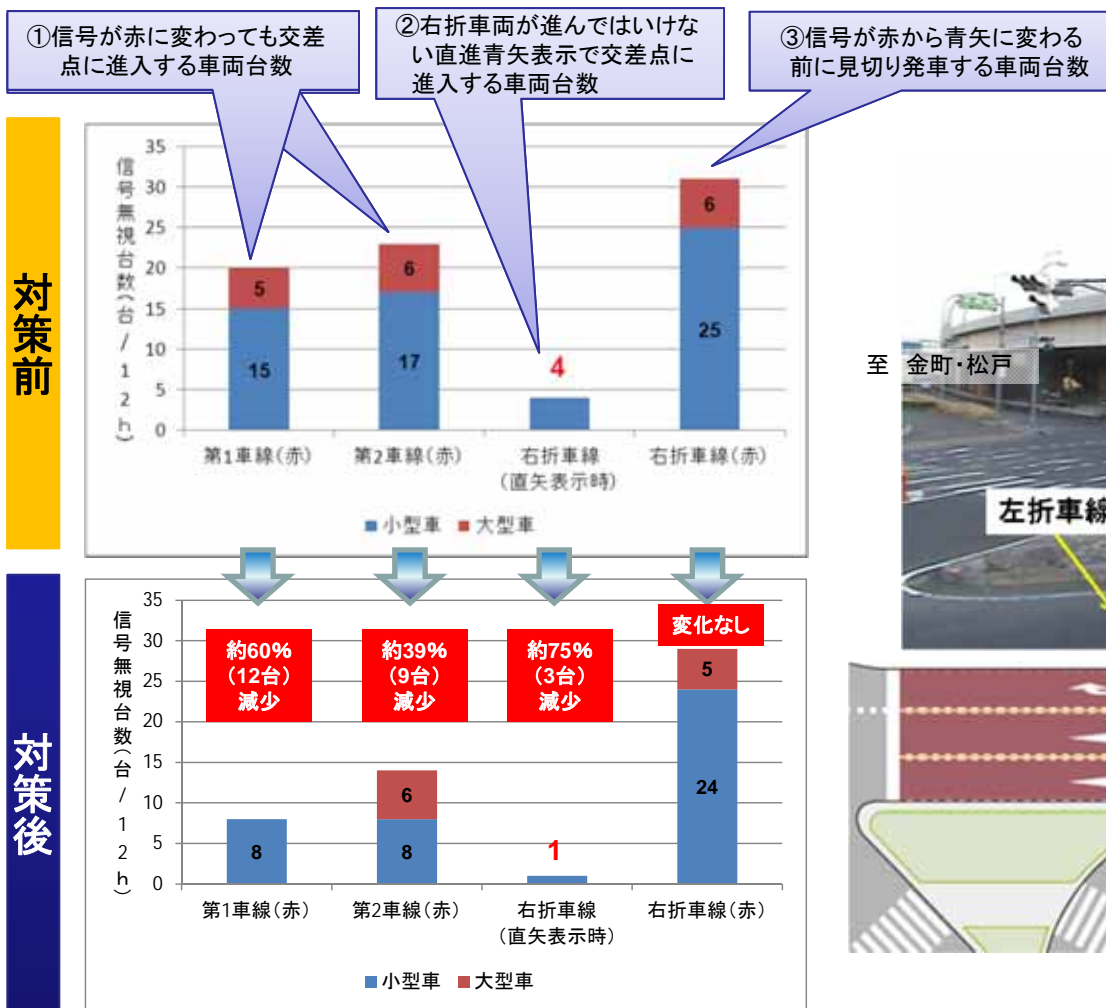 ①信号が赤に変わっても交差
点に進入する車両台数
②右折車両が進んではいけな
い直進青矢表示で交差点に
進入する車両台数
③信号が赤から青矢に変わる
前に見切り発車する車両台数
対策前
信号無視台数(台/12h)
35
30
25
20
15
10
5
0
5
15
6
17
4
6
25
第1車線(赤)
第2車線(赤)
右折車線
(直矢表示時)
右折車線(赤)
■小型車 ■大型車
至 金町・松戸
左折車線
対策後
信号無視台数(台/12h)
35
30
25
20
15
10
5
0
約60%
(12台)
減少
約39%
(9台)
減少
約75%
(3台)
減少
変化なし
8
6
8
1
5
24
第1車線(赤)
第2車線(赤)
右折車線
(直矢表示時)
右折車線(赤)
■小型車 ■大型車